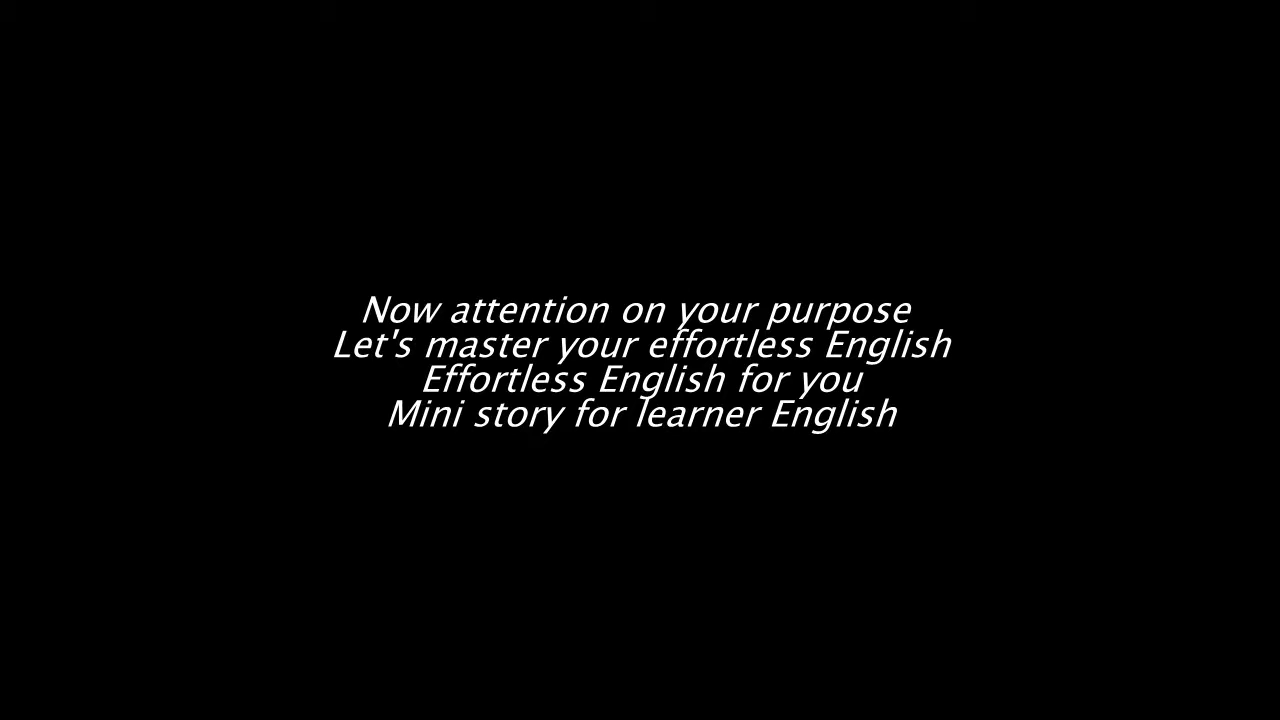 Now attention on your purpose
Let's master your effortless English
Effortless English for you
Mini story for learner English